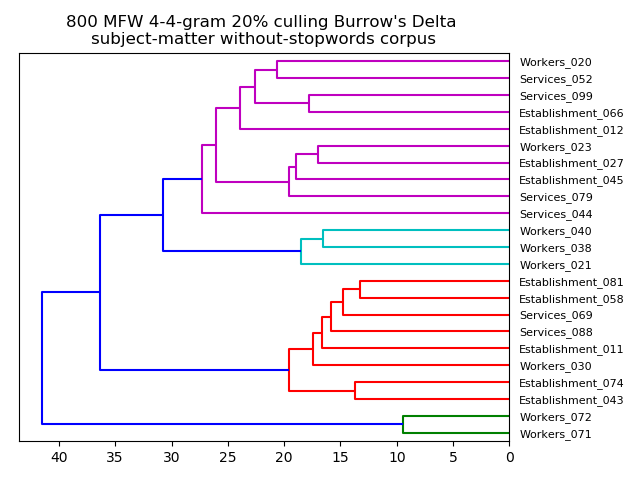 800 MFW 4-4-gram 20% culling Burrow's Delta
subject-matter without-stopwords corpus
Workers_020
Services_052
Services_099
Establishment_066
Establishment_012
Workers_023
Establishment_027
Establishment_045
Services_079
Services_044
Workers_040
Workers_038
Workers_021
Establishment_081
Establishment_058
Services_069
Services_088
Establishment_011
Workers_030
Establishment_074
Establishment_043
Workers_072
Workers_071
40 35 30 25 20 15 10 5 0